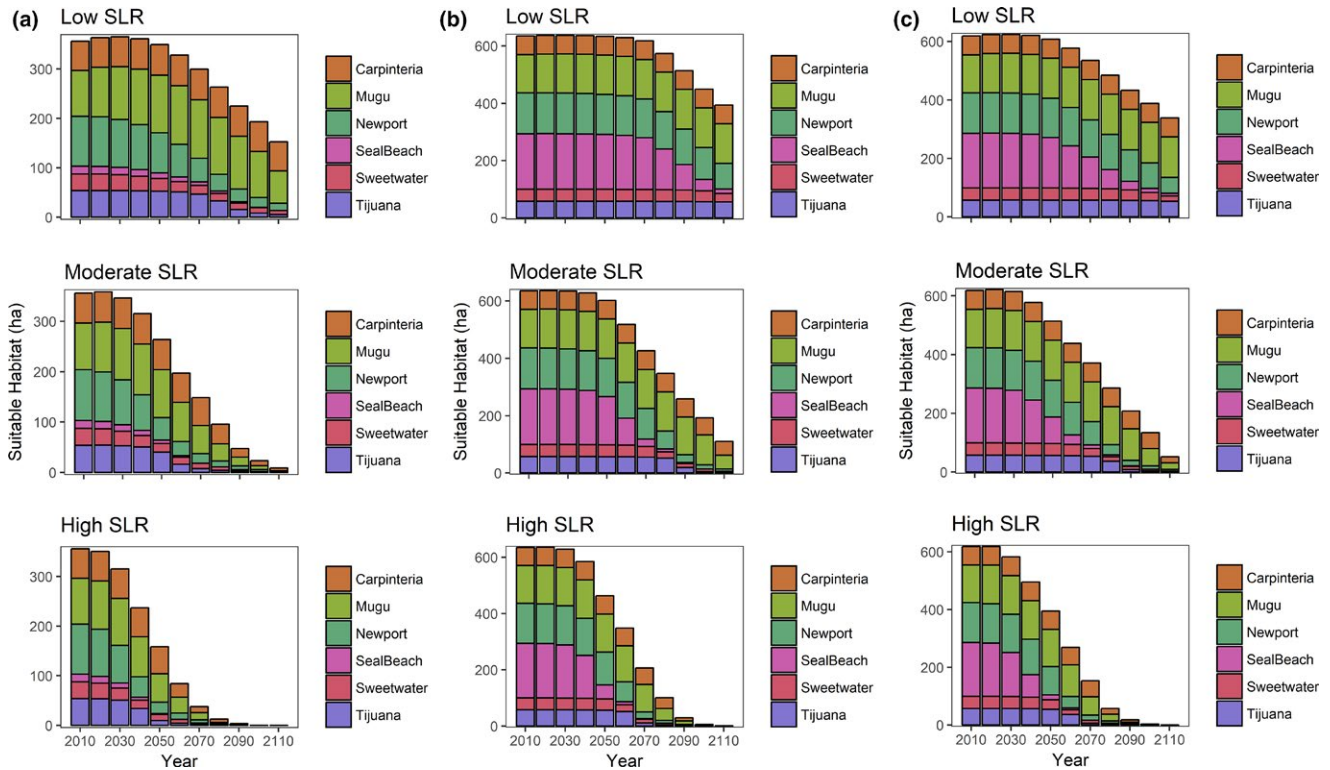 (a) Low SLR
300
200
100
0
Carpinteria
Mugu
Newport
SealBeach
Sweetwater
Tijuana
(b) Low SLR
600
400
200
0
Carpinteria
Mugu
Newport
SealBeach
Sweetwater
Tijuana
(c) Low SLR
600
400
200
0
Carpinteria
Mugu
Newport
SealBeach
Sweetwater
Tijuana
Moderate SLR
Suitable Habitat (ha)
300
200
100
0
Carpinteria
Mugu
Newport
SealBeach
Sweetwater
Tijuana
Moderate SLR
Suitable Habitat (ha)
600
400
200
0
Carpinteria
Mugu
Newport
SealBeach
Sweetwater
Tijuana
Moderate SLR
Suitable Habitat (ha)
600
400
200
0
Carpinteria
Mugu
Newport
SealBeach
Sweetwater
Tijuana
High SLR
300
200
100
0
2010 2030 2050 2070 2090 2110
Year
Carpinteria
Mugu
Newport
SealBeach
Sweetwater
Tijuana
High SLR
600
400
200
0
2010 2030 2050 2070 2090 2110
Year
Carpinteria
Mugu
Newport
SealBeach
Sweetwater
Tijuana
High SLR
600
400
200
0
2010 2030 2050 2070 2090 2110
Year
Carpinteria
Mugu
Newport
SealBeach
Sweetwater
Tijuana